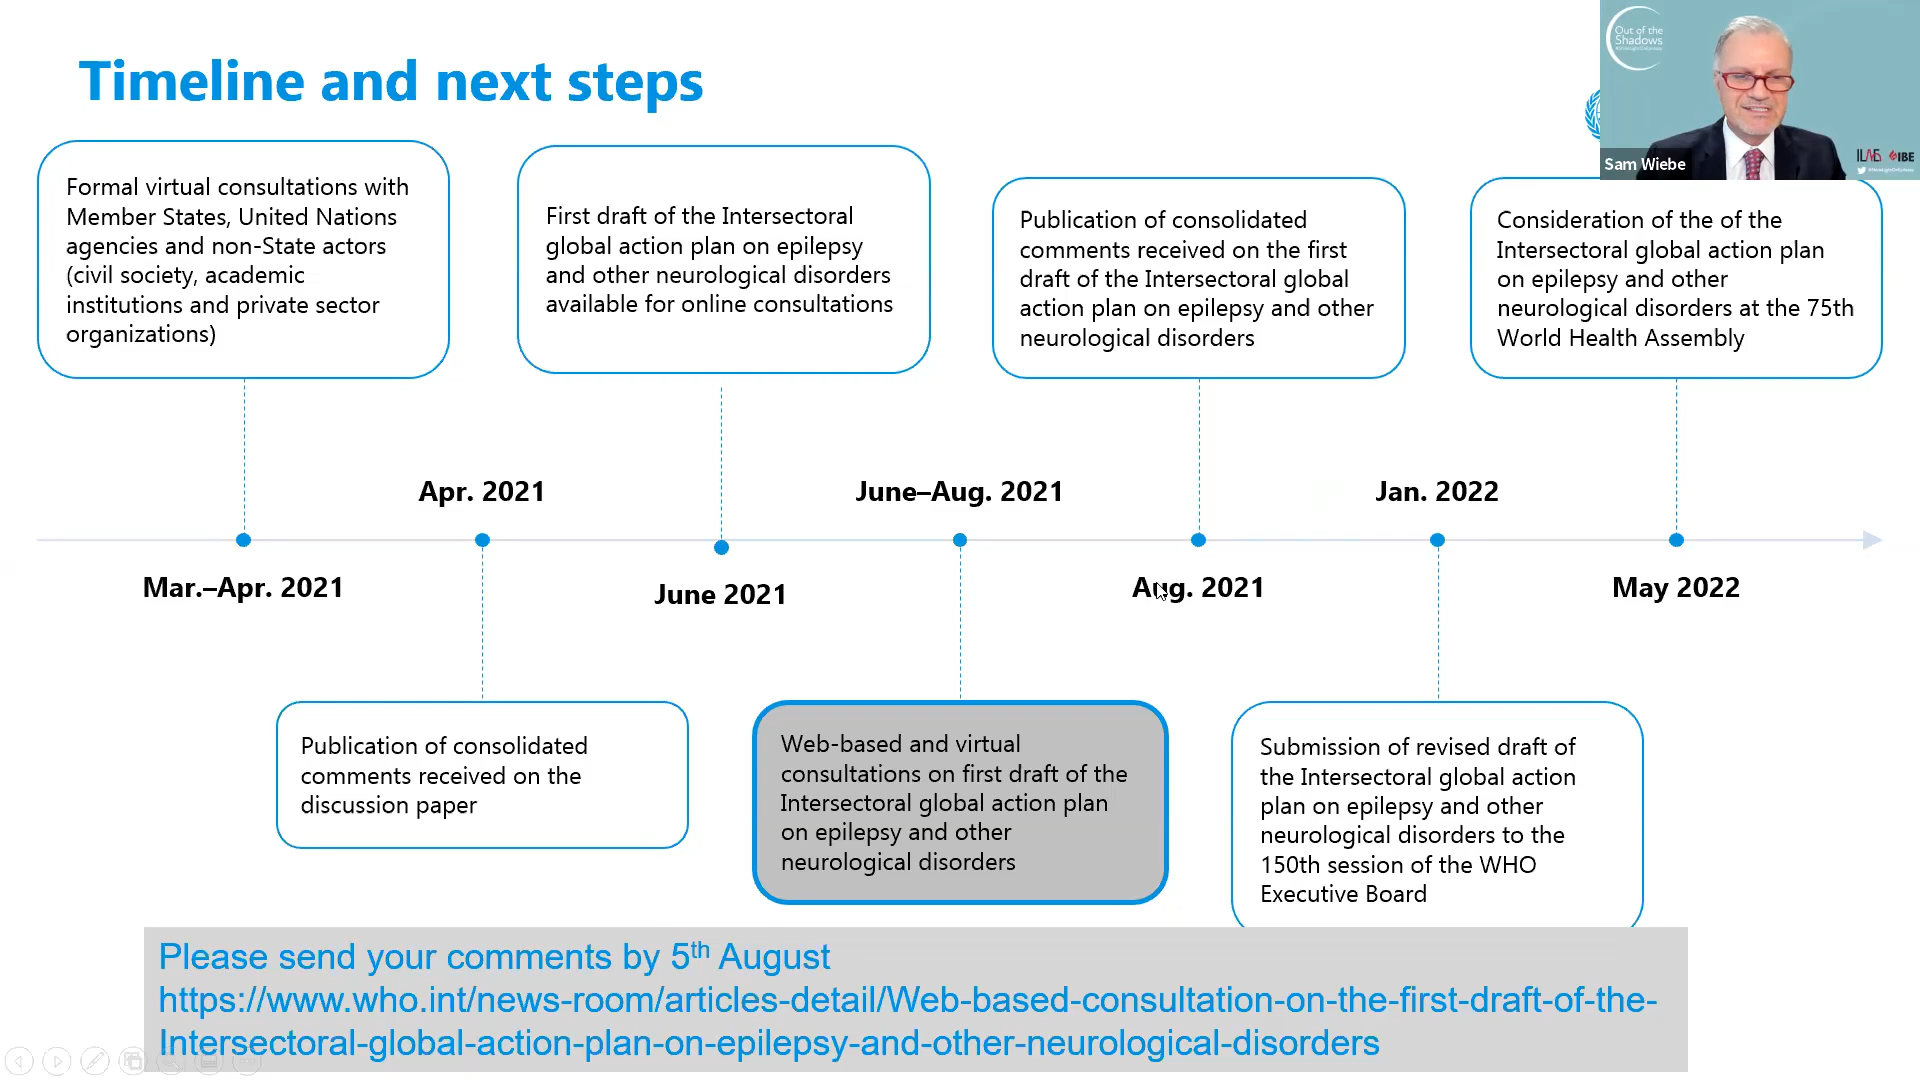 Timeline and next steps
Out of the
Shadows
Sam Wiebe
ILAE
IBE
Formal virtual consultations with
Member States, United Nations
agencies and non-State actors
(civil society, academic
institutions and private sector
organizations)
First draft of the Intersectoral
global action plan on epilepsy
and other neurological disorders
available for online consultations
Publication of consolidated
comments received on the first
draft of the Intersectoral global
action plan on epilepsy and other
neurological disorders
Consideration of the of the
Intersectoral global action plan
on epilepsy and other
neurological disorders at the 75th
World Health Assembly
Apr. 2021
June–Aug. 2021
Jan. 2022
Mar.–Apr. 2021
June 2021
Aug. 2021
May 2022
Publication of consolidated
comments received on the
discussion paper
Web-based and virtual
consultations on first draft of the
Intersectoral global action plan
on epilepsy and other
neurological disorders
Submission of revised draft of
the Intersectoral global action
plan on epilepsy and other
neurological disorders to the
150th session of the WHO
Executive Board
Please send your comments by 5th August
https://www.who.int/news-room/articles-detail/Web-based-consultation-on-the-first-draft-of-the-
Intersectoral-global-action-plan-on-epilepsy-and-other-neurological-disorders